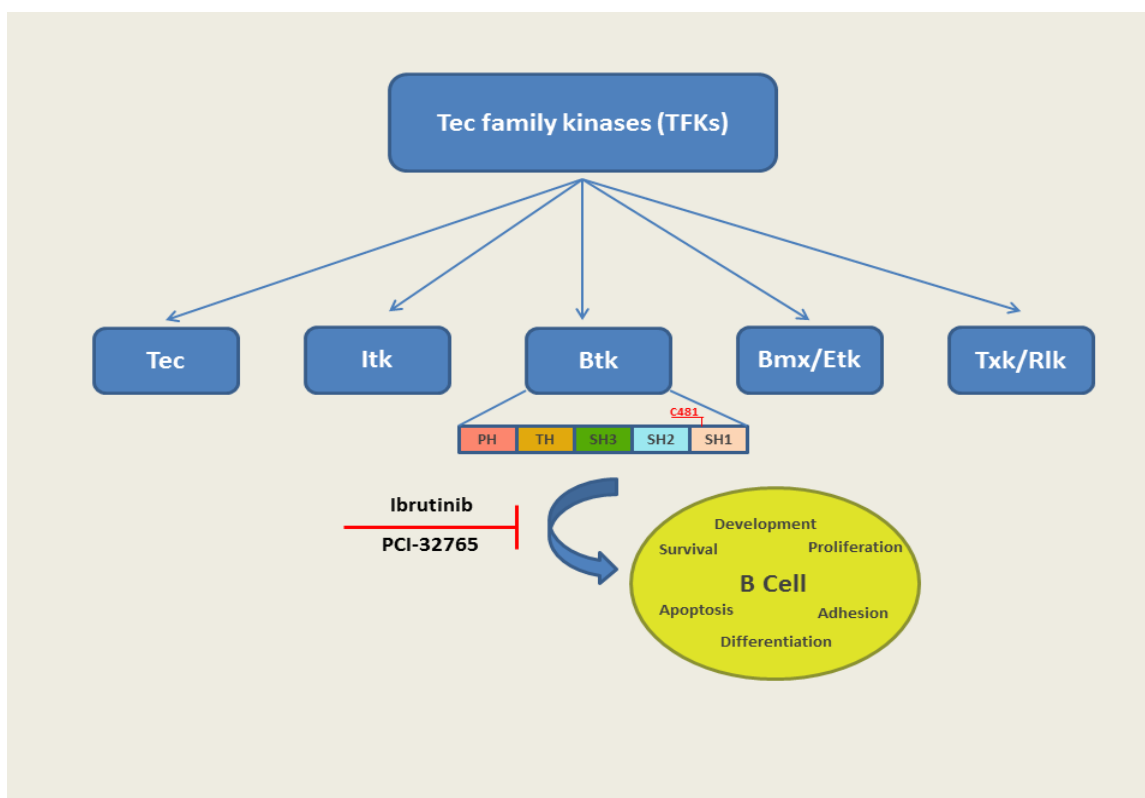 Tec family kinases (TFKs)
Tec
Itk
Btk
Bmx/Etk
Txk/Rlk
C481
PH
TH
SH3
SH2
SH1
Ibrutinib
PCI-32765
Development
Survival
Proliferation
B Cell
Apoptosis
Adhesion
Differentiation